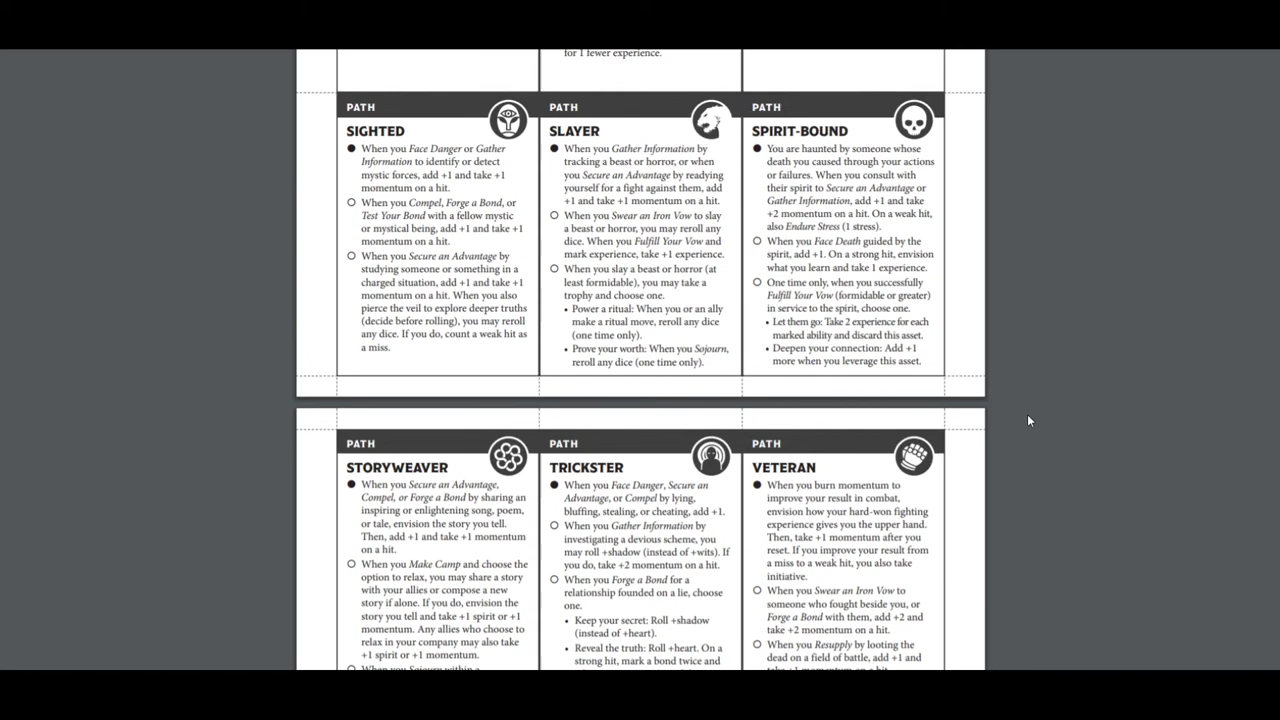 for 1 fewer experience.
PATH
SIGHTED
When you Face Danger or Gather
Information to identify or detect
mystic forces, add +1 and take +1
momentum on a hit.
When you Compel, Forge a Bond, or
Test Your Bond with a fellow mystic
or mystical being, add +1 and take +1
momentum on a hit.
When you Secure an Advantage by
studying someone or something in a
charged situation, add +1 and take +1
momentum on a hit. When you also
pierce the veil to explore deeper truths
(decide before rolling), you may reroll
any dice. If you do, count a weak hit as
a miss.
PATH
SLAYER
When you Gather Information by
tracking a beast or horror, or when
you Secure an Advantage by readying
yourself for a fight against them, add
+1 and take +1 momentum on a hit.
When you Swear an Iron Vow to slay
a beast or horror, you may reroll any
dice. When you Fulfill Your Vow and
mark experience, take +1 experience.
When you slay a beast or horror (at
least formidable), you may take a
trophy and choose one.
• Power a ritual: When you or an ally
make a ritual move, reroll any dice
(one time only).
• Prove your worth: When you Sojourn,
reroll any dice (one time only).
PATH
SPIRIT-BOUND
You are haunted by someone whose
death you caused through your actions
or failures. When you consult with
their spirit to Secure an Advantage or
Gather Information, add +1 and take
+2 momentum on a hit. On a weak hit,
also Endure Stress (1 stress).
When you Face Death guided by the
spirit, add +1. On a strong hit, envision
what you learn and take 1 experience.
One time only, when you successfully
Fulfill Your Vow (formidable or greater)
in service to the spirit, choose one.
• Let them go: Take 2 experience for each
marked ability and discard this asset.
• Deepen your connection: Add +1
more when you leverage this asset.
PATH
STORYWEAVER
When you Secure an Advantage,
Compel, or Forge a Bond by sharing an
inspiring or enlightening song, poem,
or tale, envision the story you tell.
Then, add +1 and take +1 momentum
on a hit.
When you Make Camp and choose the
option to relax, you may share a story
with your allies or compose a new
story if alone. If you do, envision the
story you tell and take +1 spirit or +1
momentum. Any allies who choose to
relax in your company may also take
+1 spirit or +1 momentum.
When you Sojourn within a
PATH
TRICKSTER
When you Face Danger, Secure an
Advantage, or Compel by lying,
bluffing, stealing, or cheating, add +1.
When you Gather Information by
investigating a devious scheme, you
may roll +shadow (instead of +wits). If
you do, take +2 momentum on a hit.
When you Forge a Bond for a
relationship founded on a lie, choose
one.
• Keep your secret: Roll +shadow
(instead of +heart).
• Reveal the truth: Roll +heart. On a
strong hit, mark a bond twice and
PATH
VETERAN
When you burn momentum to
improve your result in combat,
envision how your hard-won fighting
experience gives you the upper hand.
Then, take +1 momentum after you
reset. If you improve your result from
a miss to a weak hit, you also take
initiative.
When you Swear an Iron Vow to
someone who fought beside you, or
Forge a Bond with them, add +2 and
take +2 momentum on a hit.
When you Resupply by looting the
dead on a field of battle, add +1 and
take +1 momentum on a hit.